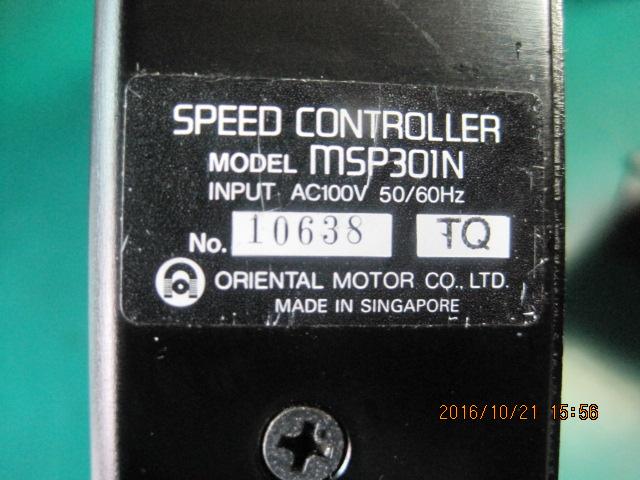 SPEED CONTROLLER
MODEL MSP301N
INPUT AC100V 50/60Hz
No. 10638 TQ
ORIENTAL MOTOR CO., LTD.
MADE IN SINGAPORE
2016/10/21 15:56